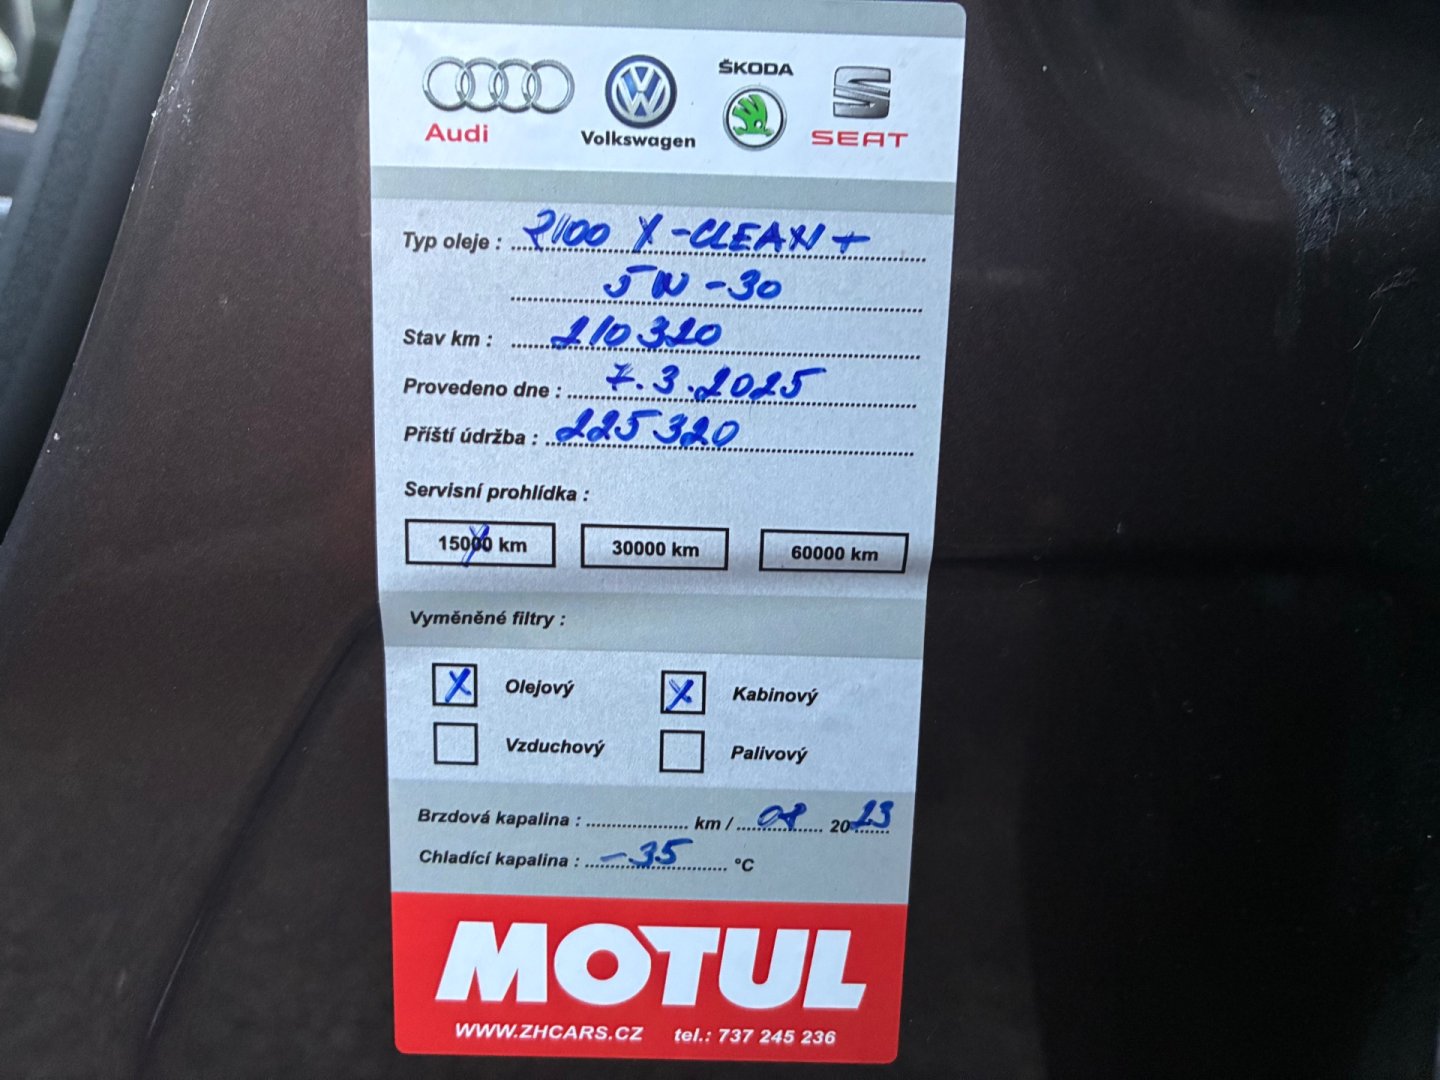 Audi Volkswagen ŠKODA SEAT
Typ oleje : 8100 X-CLEAN+
5W-30
Stav km : 210320
Provedeno dne : 7.3.2025
Příští údržba : 225320
Servisní prohlídka :
15000 km 30000 km 60000 km
Vyměněné filtry :
X Olejový X Kabinový
Vzduchový Palivový
Brzdová kapalina : km / 08 2023
Chladící kapalina : -35 °C
MOTUL
WWW.ZHCARS.CZ tel.: 737 245 236